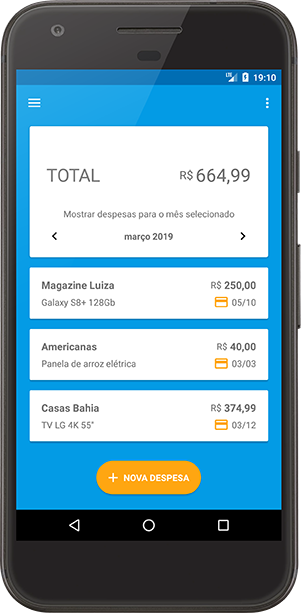 LTE 19:10
TOTAL R$ 664,99
Mostrar despesas para o mês selecionado
março 2019
Magazine Luiza R$ 250,00
Galaxy S8+ 128Gb 05/10
Americanas R$ 40,00
Panela de arroz elétrica 03/03
Casas Bahia R$ 374,99
TV LG 4K 55" 03/12
+ NOVA DESPESA